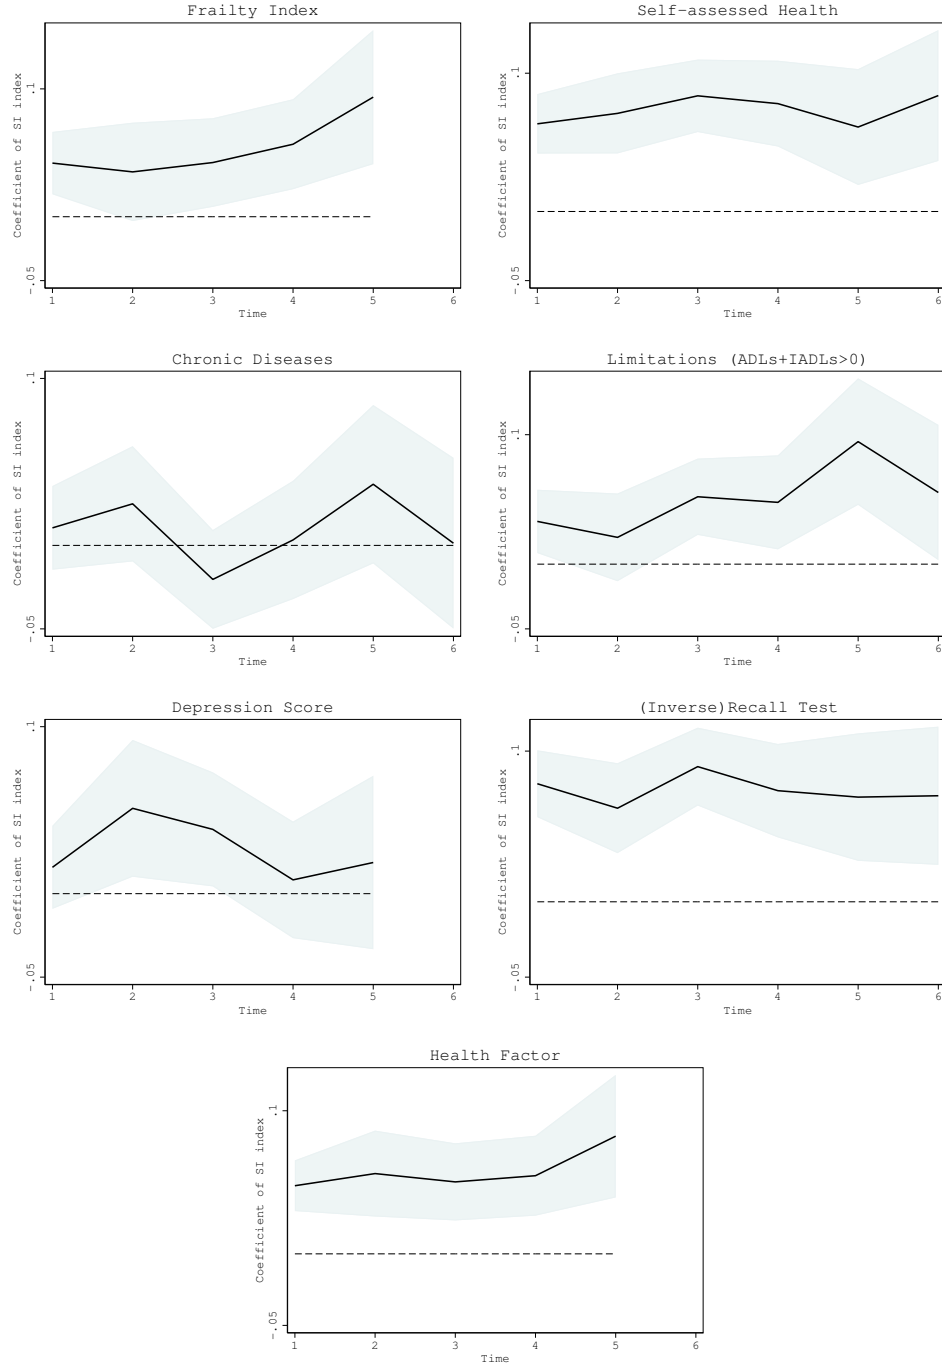 Frailty Index
Coefficient of SI index
.1
-.05
1 2 3 4 5 6
Time
Self-assessed Health
Coefficient of SI index
.1
-.05
1 2 3 4 5 6
Time
Chronic Diseases
Coefficient of SI index
.1
-.05
1 2 3 4 5 6
Time
Limitations (ADLs+IADLs>0)
Coefficient of SI index
.1
-.05
1 2 3 4 5 6
Time
Depression Score
Coefficient of SI index
.1
-.05
1 2 3 4 5 6
Time
(Inverse)Recall Test
Coefficient of SI index
.1
-.05
1 2 3 4 5 6
Time
Health Factor
Coefficient of SI index
.1
-.05
1 2 3 4 5 6
Time